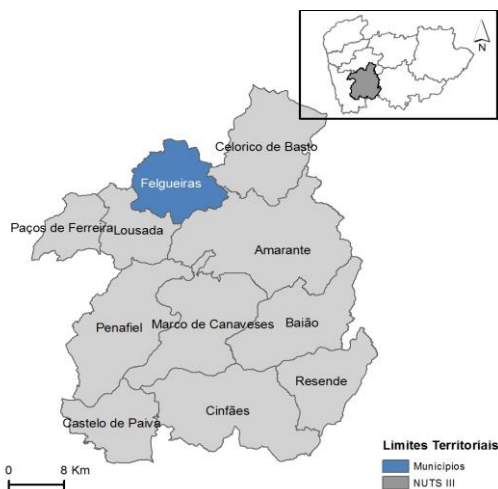 N
Celorico de Basto
Felgueiras
Paços de Ferreira
Lousada
Amarante
Penafiel
Marco de Canaveses
Baião
Resende
Castelo de Paiva
Cinfães
0 8 Km
Limites Territoriais
Municípios
NUTS III